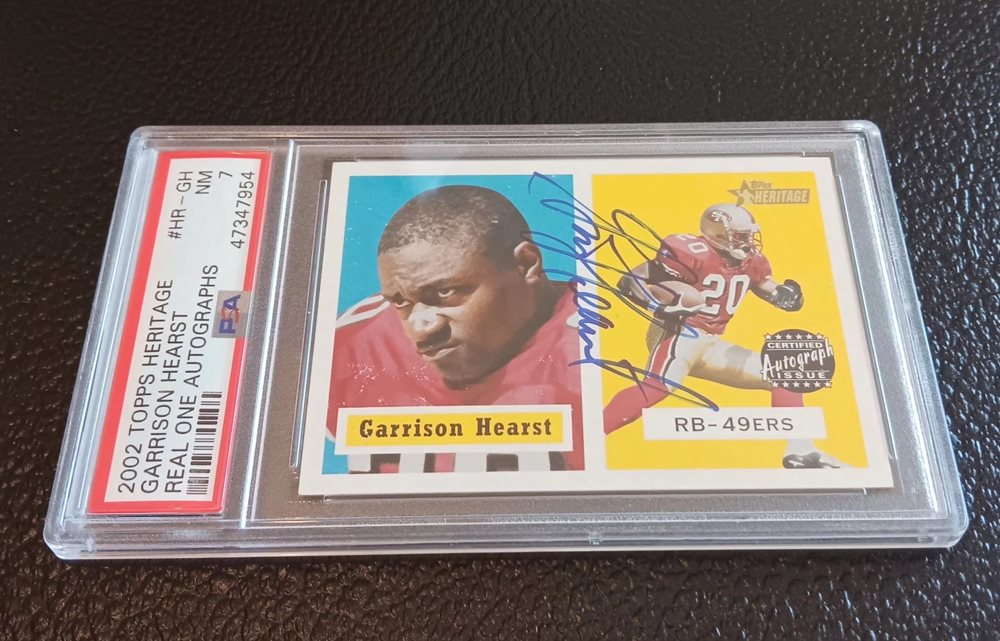 2002 TOPPS HERITAGE #HR-GH
GARRISON HEARST NM
REAL ONE AUTOGRAPHS 7
47347954
PSA
Topps
HERITAGE
20
CERTIFIED
Autograph
ISSUE
Garrison Hearst
RB-49ERS